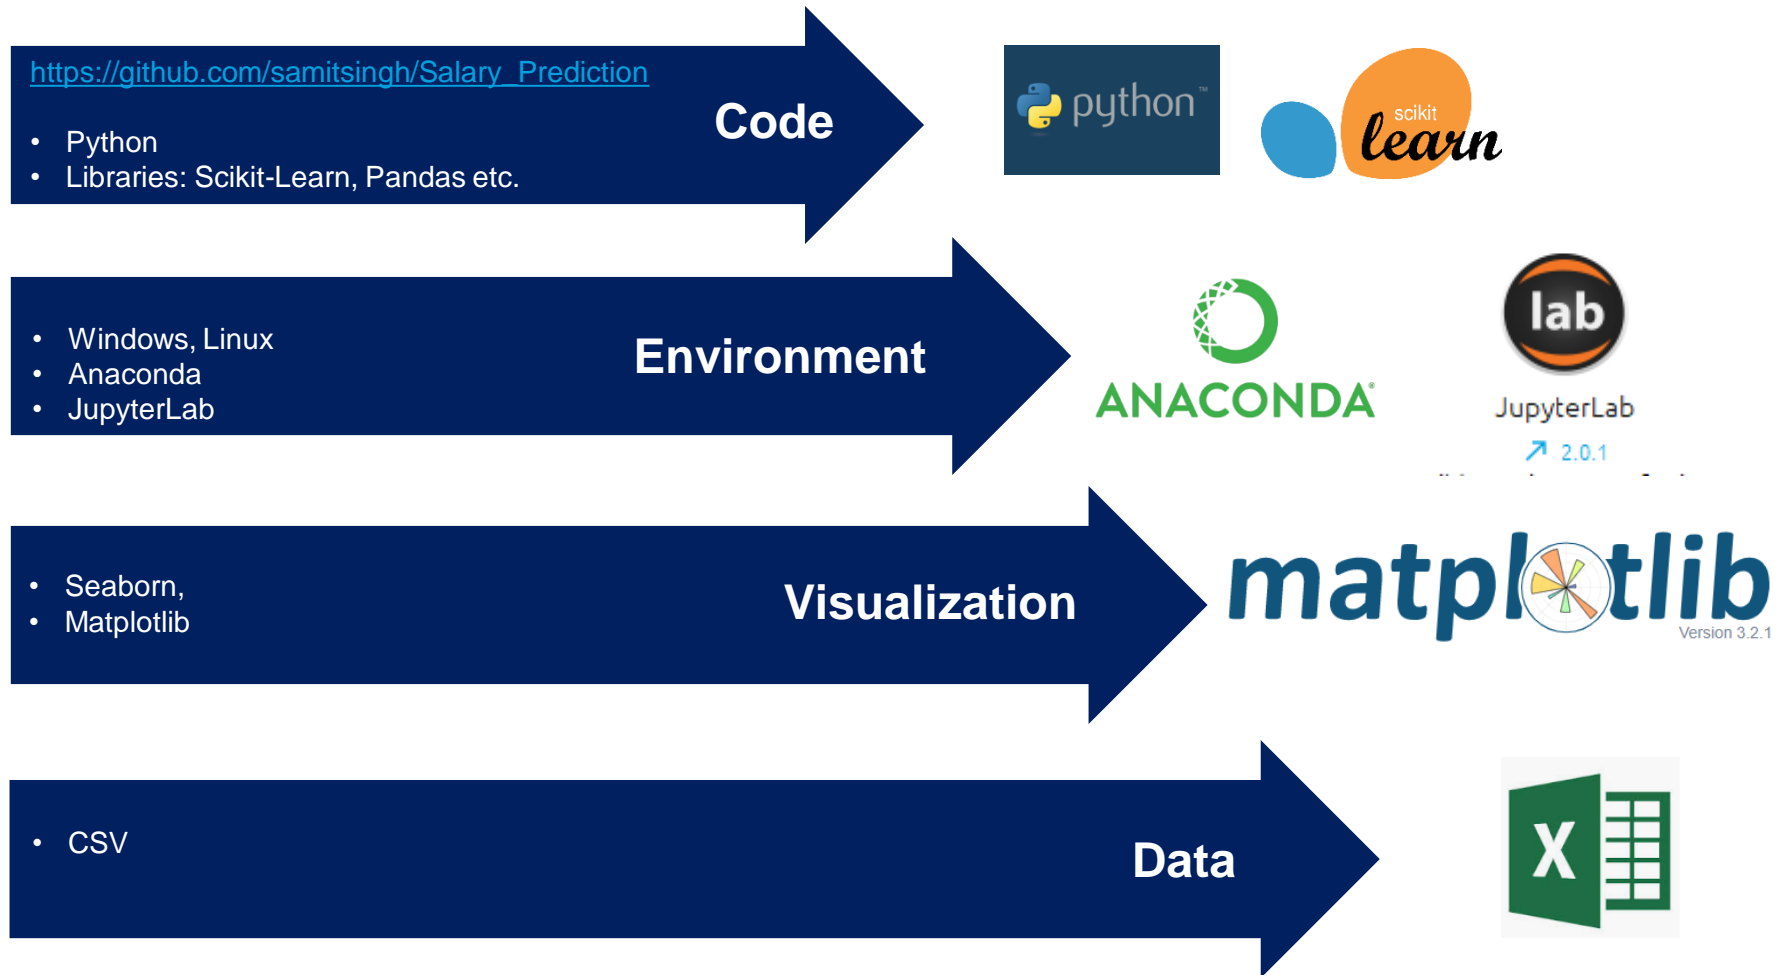 https://github.com/samitsingh/Salary_Prediction
Code
• Python
• Libraries: Scikit-Learn, Pandas etc.
python™
scikit
learn
• Windows, Linux
• Anaconda
• JupyterLab
Environment
ANACONDA®
lab
JupyterLab
2.0.1
• Seaborn,
• Matplotlib
Visualization
matplotlib
Version 3.2.1
• CSV
Data
X